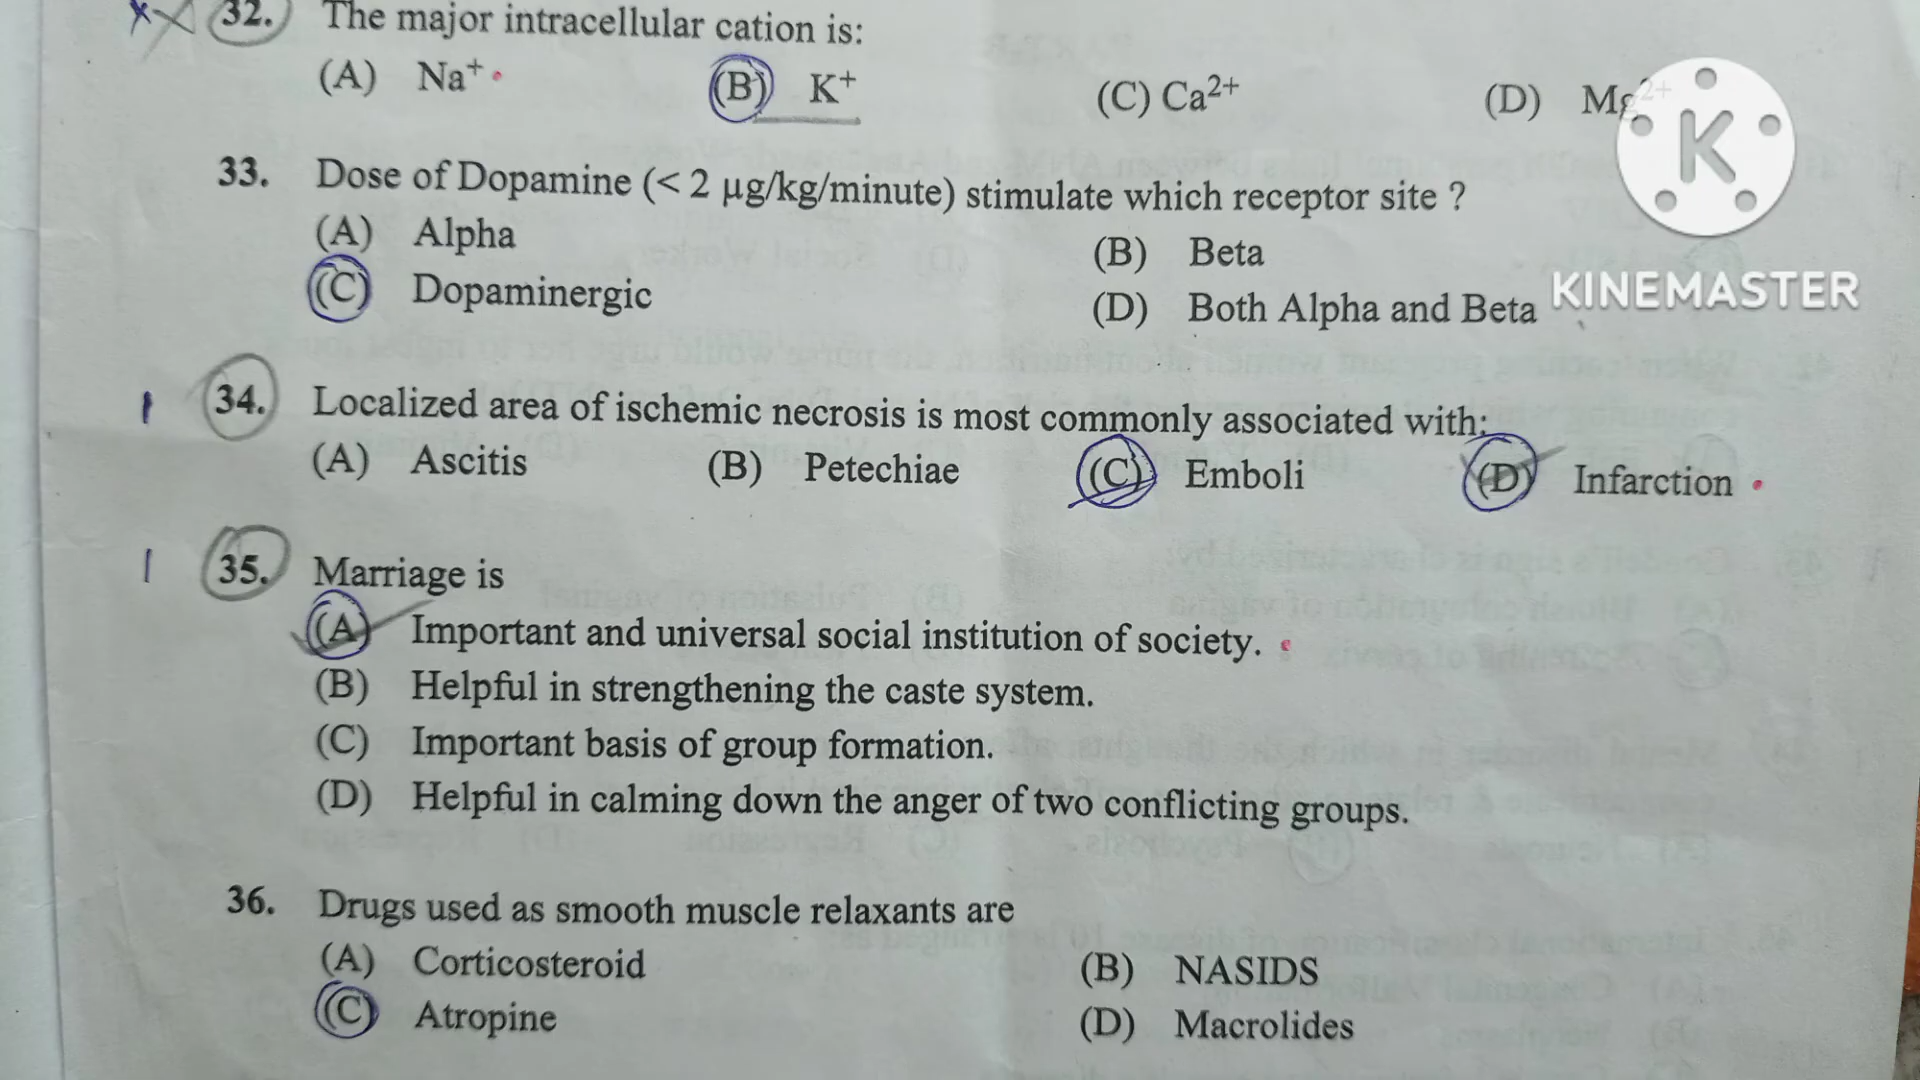 32. The major intracellular cation is:
(A) Na⁺ (B) K⁺ (C) Ca²⁺ (D) Mg²⁺
33. Dose of Dopamine (< 2 μg/kg/minute) stimulate which receptor site ?
(A) Alpha (B) Beta
(C) Dopaminergic (D) Both Alpha and Beta
KINEMASTER
34. Localized area of ischemic necrosis is most commonly associated with:
(A) Ascitis (B) Petechiae (C) Emboli (D) Infarction
35. Marriage is
(A) Important and universal social institution of society.
(B) Helpful in strengthening the caste system.
(C) Important basis of group formation.
(D) Helpful in calming down the anger of two conflicting groups.
36. Drugs used as smooth muscle relaxants are
(A) Corticosteroid (B) NASIDS
(C) Atropine (D) Macrolides